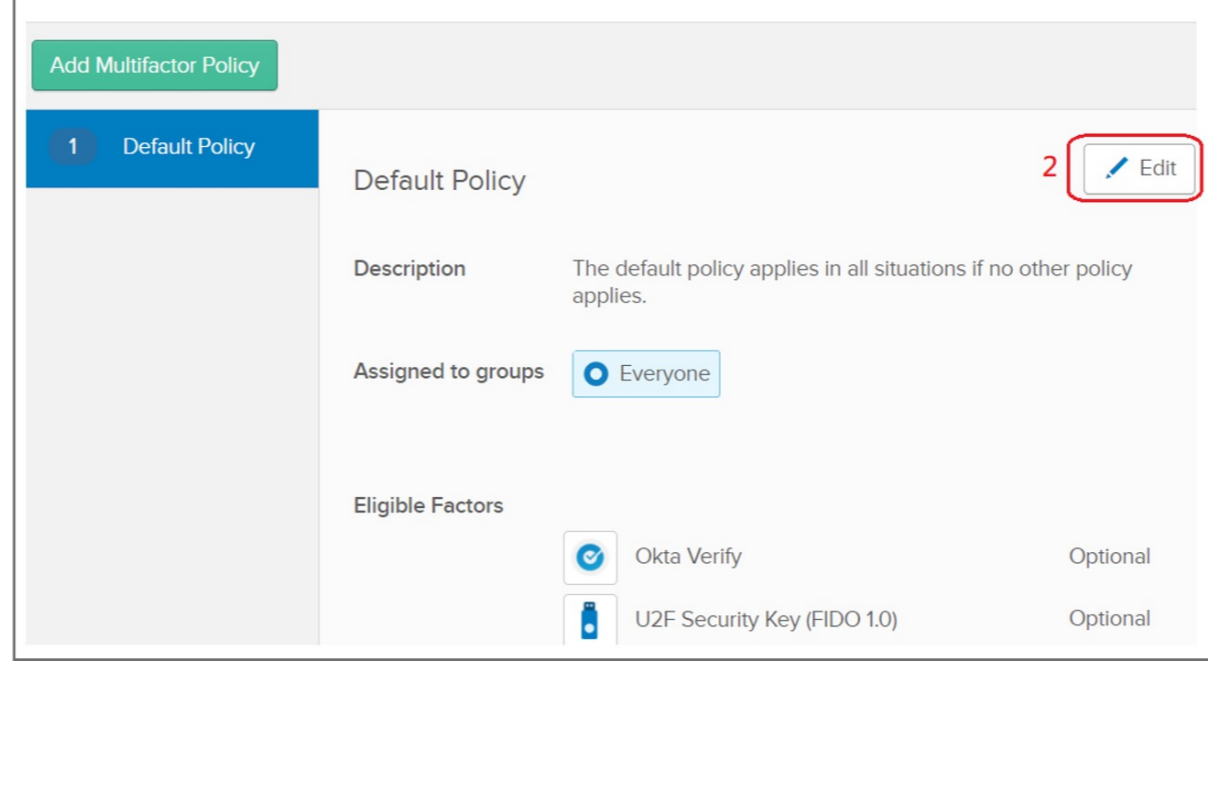 Add Multifactor Policy
1 Default Policy
Default Policy
2 Edit
Description The default policy applies in all situations if no other policy
applies.
Assigned to groups Everyone
Eligible Factors
Okta Verify Optional
U2F Security Key (FIDO 1.0) Optional